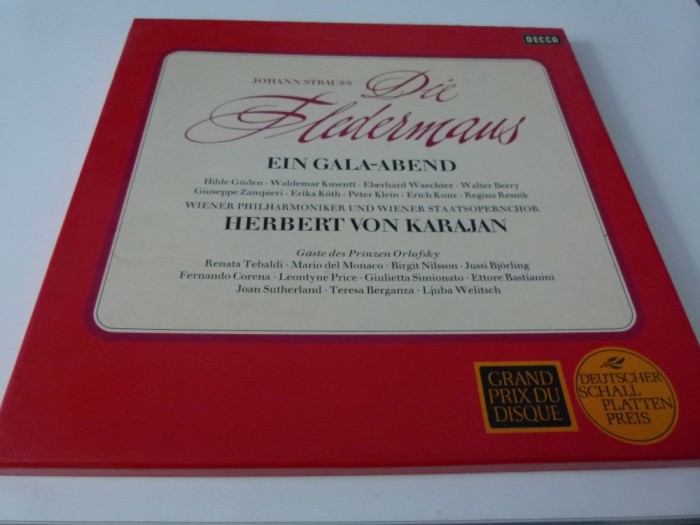 DECCA
JOHANN STRAUSS
Die
Fledermaus
EIN GALA-ABEND
Hilde Güden · Waldemar Kmentt · Eberhard Waechter · Walter Berry
Giuseppe Zampieri · Erika Köth · Peter Klein · Erich Kunz · Regina Resnik
WIENER PHILHARMONIKER UND WIENER STAATSOPERNCHOR
HERBERT VON KARAJAN
Gäste des Prinzen Orlofsky
Renata Tebaldi · Mario del Monaco · Birgit Nilsson · Jussi Björling
Fernando Corena · Leontyne Price · Giulietta Simionato · Ettore Bastianini
Joan Sutherland · Teresa Berganza · Ljuba Welitsch
GRAND
PRIX DU
DISQUE
DEUTSCHER
SCHALL
PLATTEN
PREIS